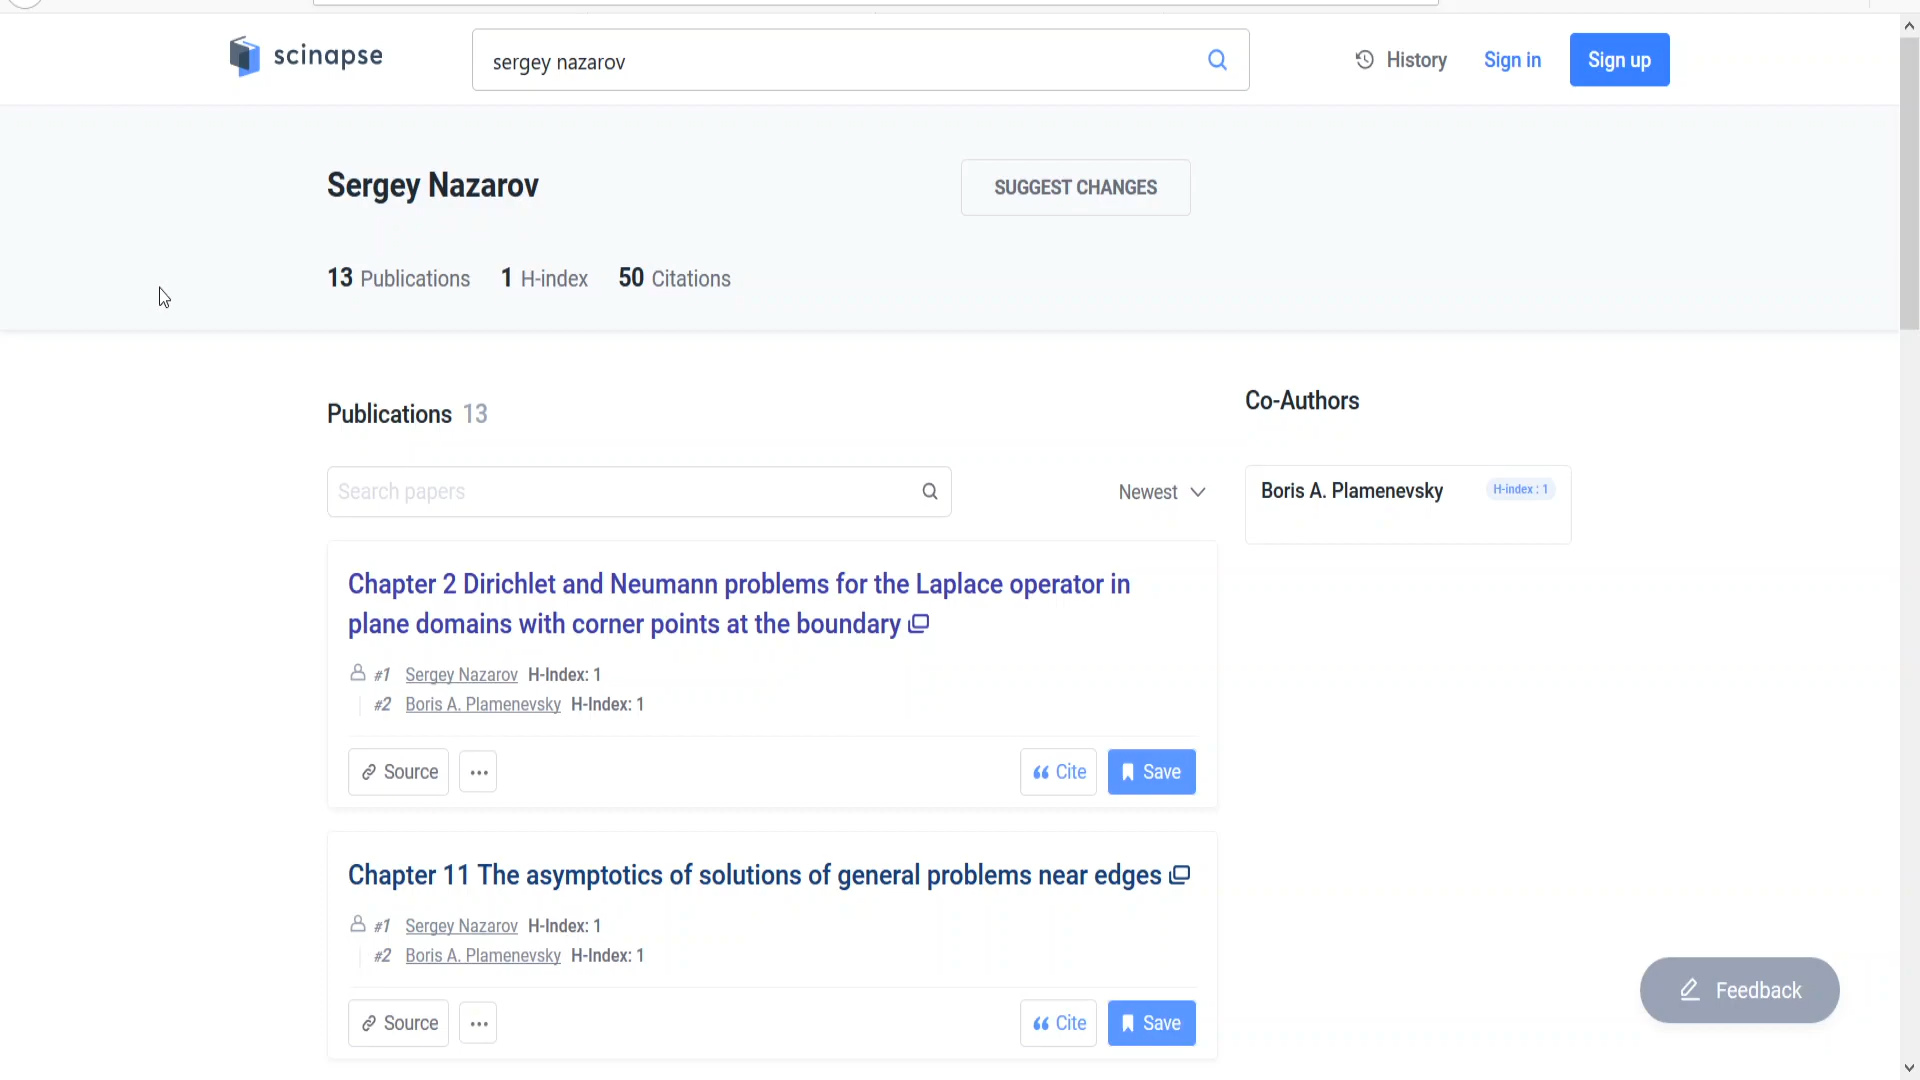 scinapse
sergey nazarov
History
Sign in
Sign up
Sergey Nazarov
SUGGEST CHANGES
13 Publications 1 H-index 50 Citations
Publications 13
Co-Authors
Search papers
Newest
Boris A. Plamenevsky H-index : 1
Chapter 2 Dirichlet and Neumann problems for the Laplace operator in
plane domains with corner points at the boundary
#1 Sergey Nazarov H-Index: 1
#2 Boris A. Plamenevsky H-Index: 1
Source ... Cite Save
Chapter 11 The asymptotics of solutions of general problems near edges
#1 Sergey Nazarov H-Index: 1
#2 Boris A. Plamenevsky H-Index: 1
Source ... Cite Save
Feedback